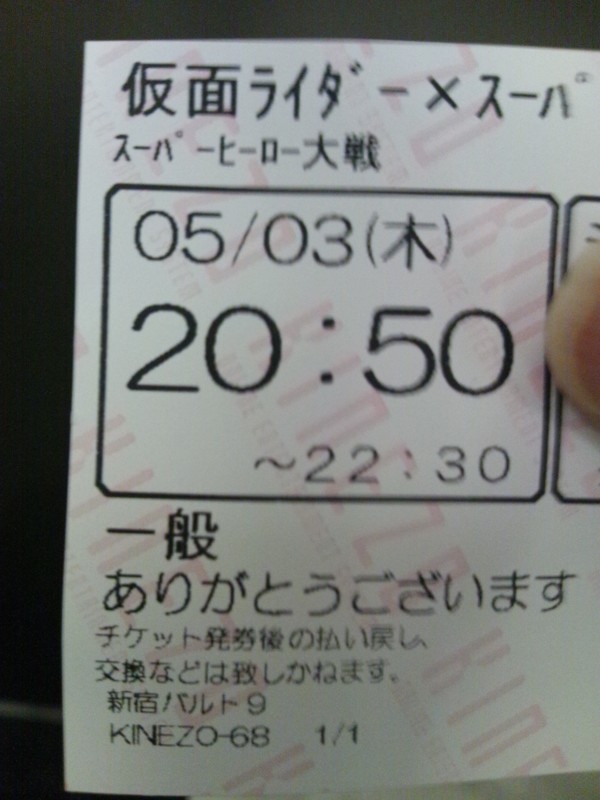 仮面ライダー×スーパ
スーパーヒーロー大戦
05/03(木)
20:50
~22:30
一般
ありがとうございます
チケット発券後の払い戻し、
交換などは致しかねます。
新宿バルト9
KINEZO-68 1/1